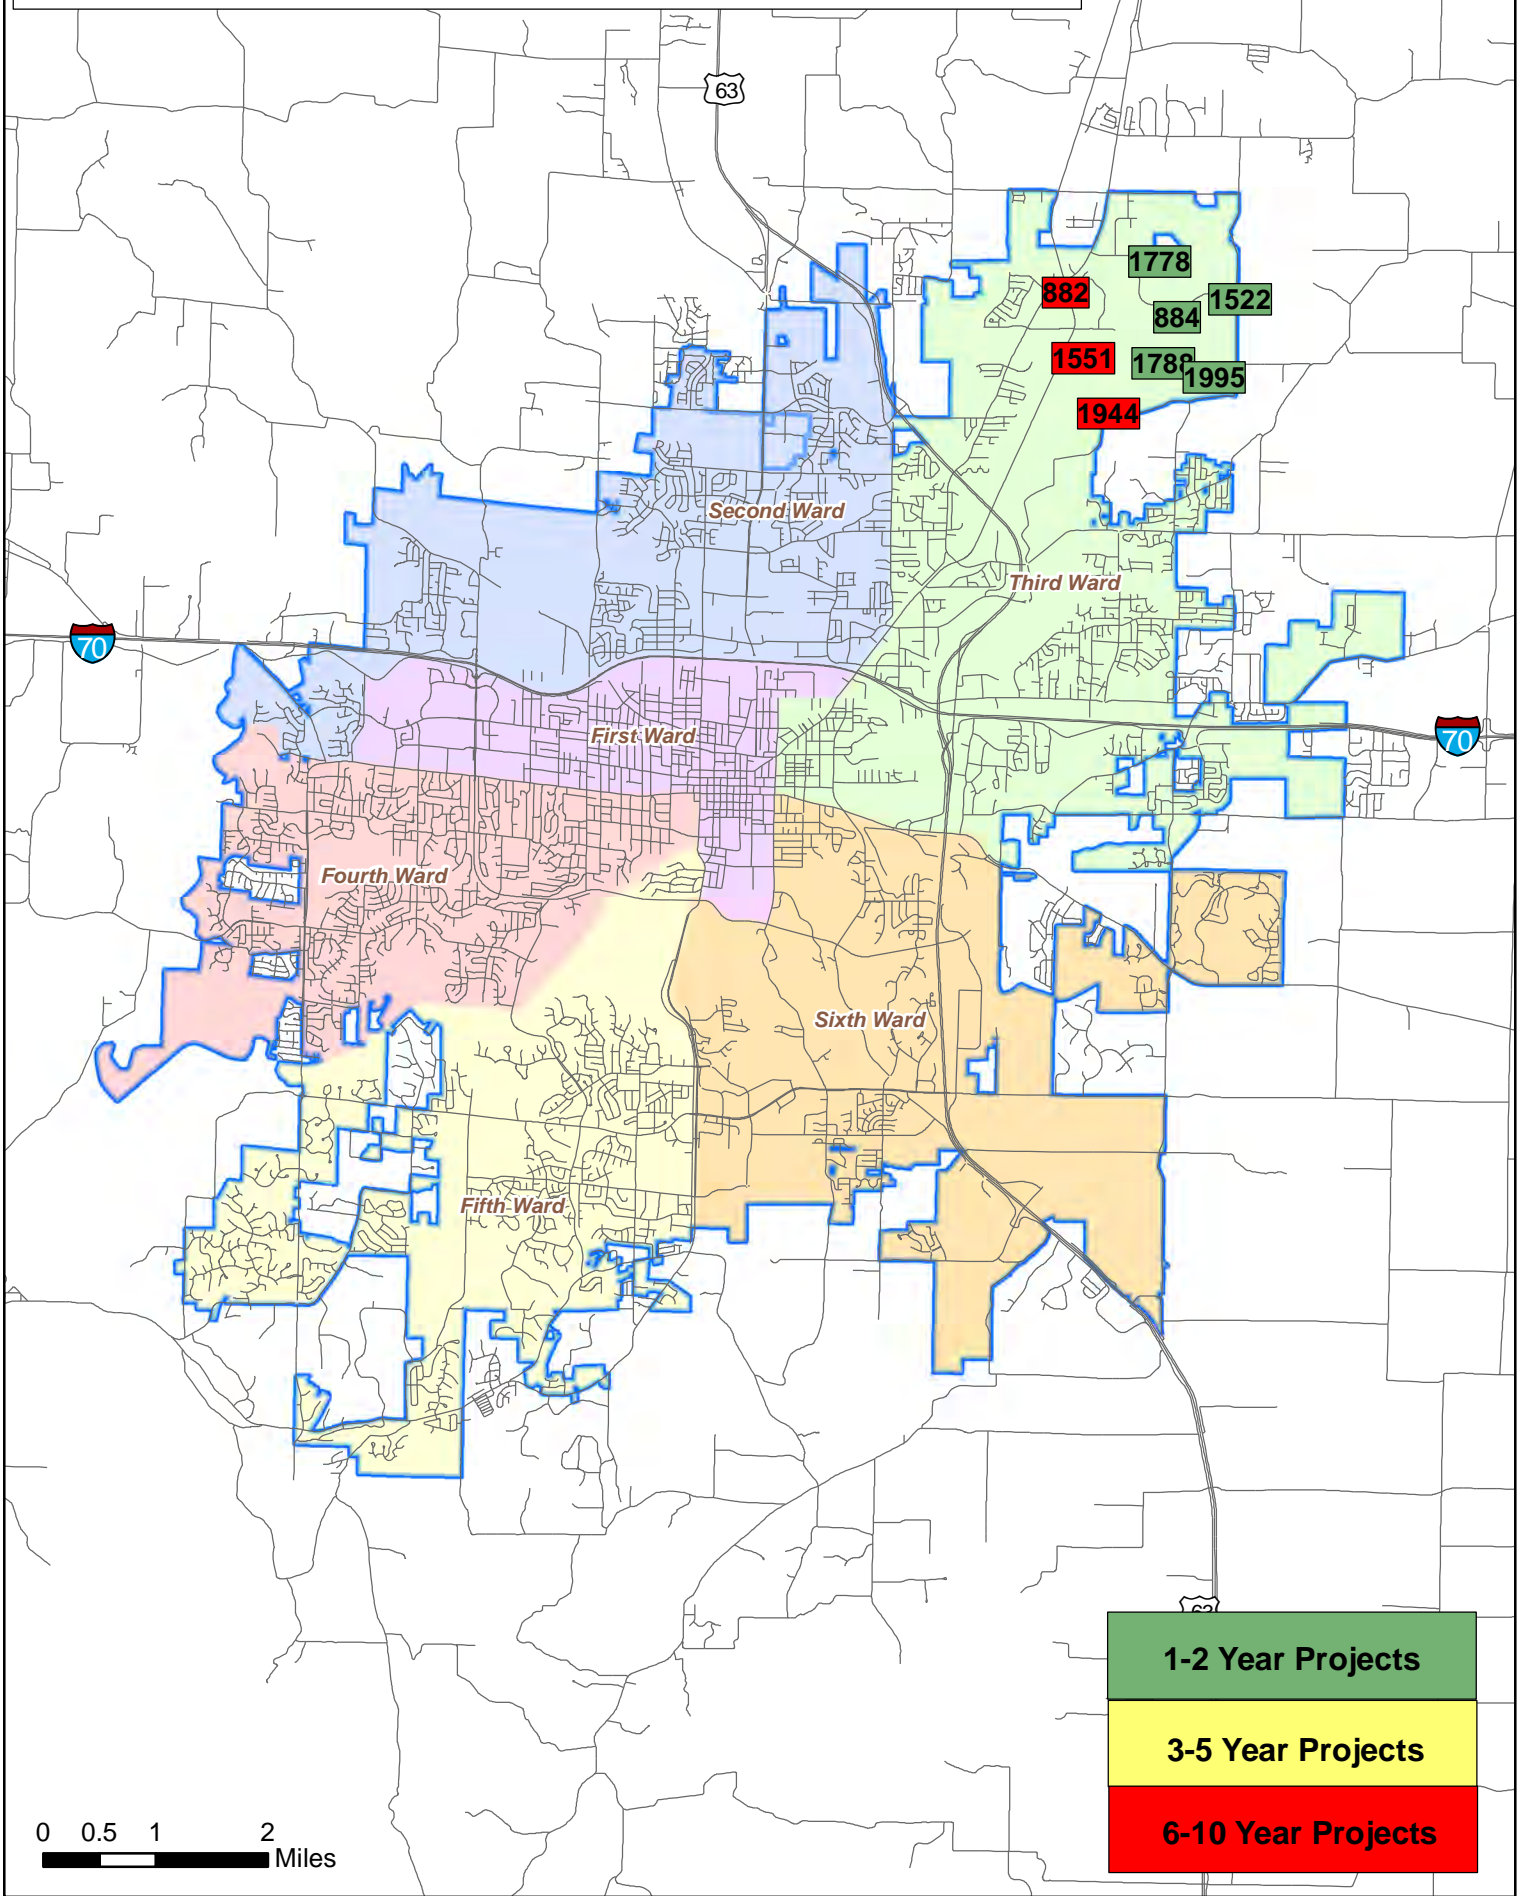 63
1778
882
1522
884
1551
1788
1995
1944
Second Ward
Third Ward
70
First Ward
70
Fourth Ward
Sixth Ward
Fifth Ward
63
1-2 Year Projects
3-5 Year Projects
6-10 Year Projects
0 0.5 1 2
Miles